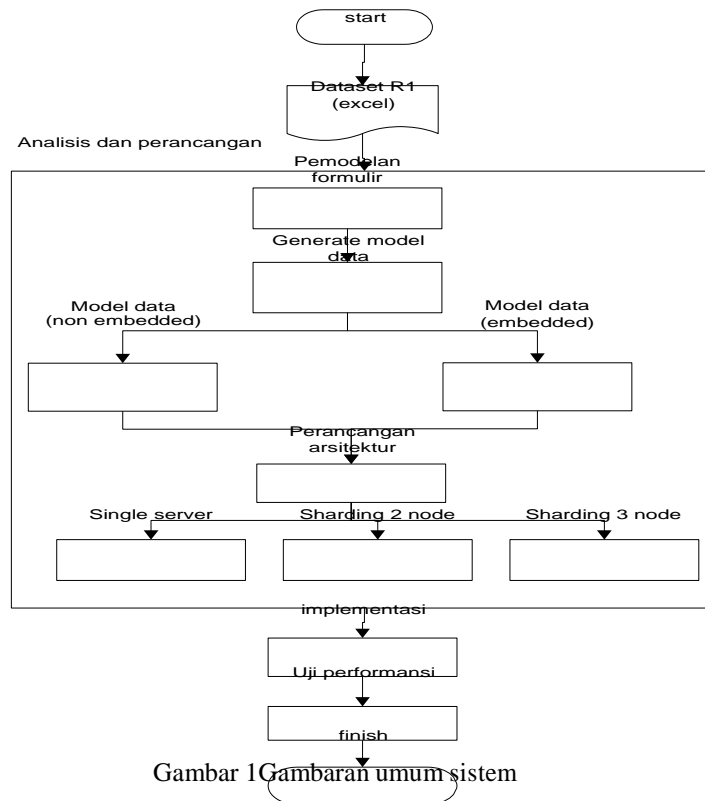 start
Dataset R1
(excel)
Analisis dan perancangan
Pemodelan
formulir
Generate model
data
Model data
(non embedded)
Model data
(embedded)
Perancangan
arsitektur
Single server
Sharding 2 node
Sharding 3 node
implementasi
Uji performansi
finish
Gambar 1Gambaran umum sistem